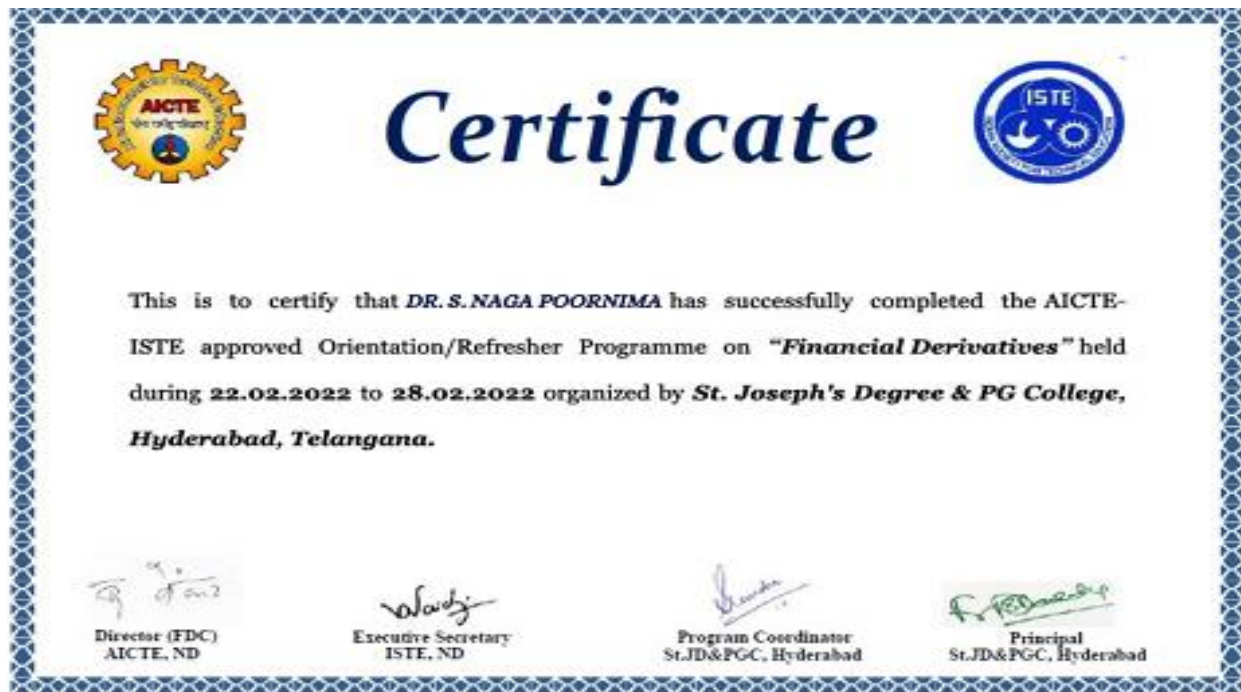 AICTE
Certificate
ISTE
This is to certify that DR. S. NAGA POORNIMA has successfully completed the AICTE-
ISTE approved Orientation/Refresher Programme on “Financial Derivatives” held
during 22.02.2022 to 28.02.2022 organized by St. Joseph's Degree & PG College,
Hyderabad, Telangana.
Director (FDC)
AICTE, ND
Executive Secretary
ISTE, ND
Program Coordinator
St.JD&PGC, Hyderabad
Principal
St.JD&PGC, Hyderabad